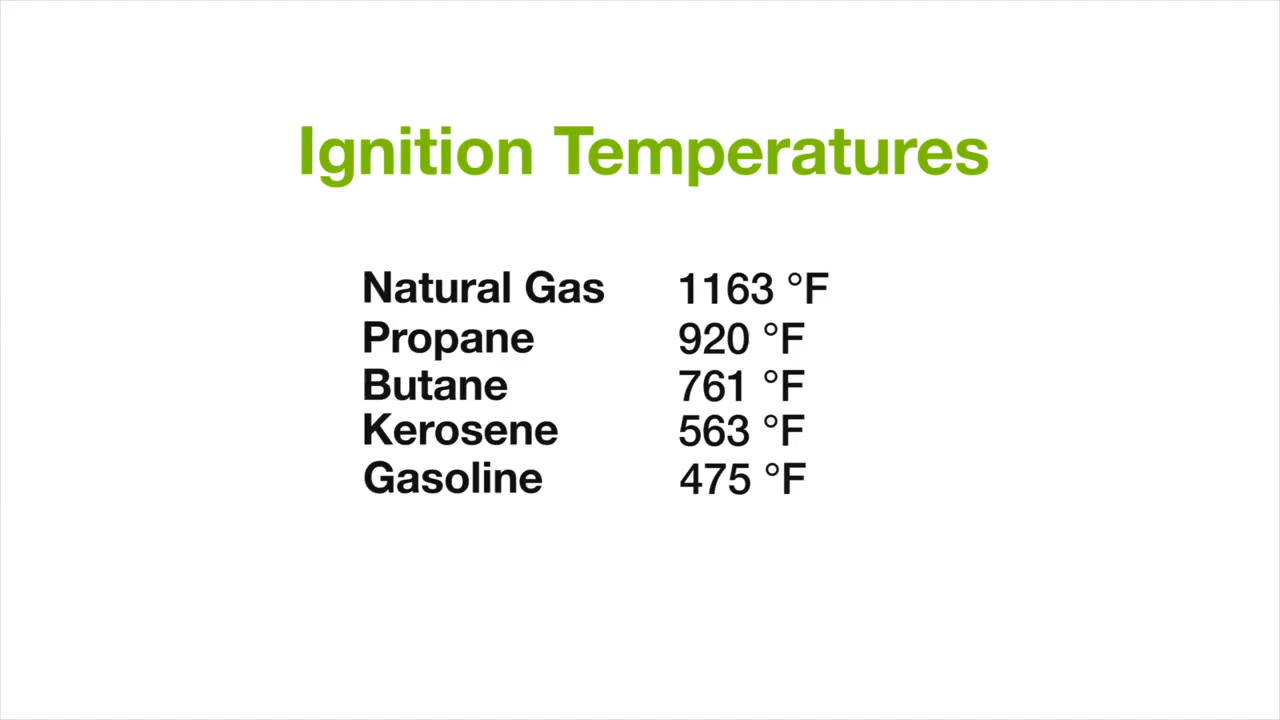 Ignition Temperatures
Natural Gas 1163 °F
Propane 920 °F
Butane 761 °F
Kerosene 563 °F
Gasoline 475 °F